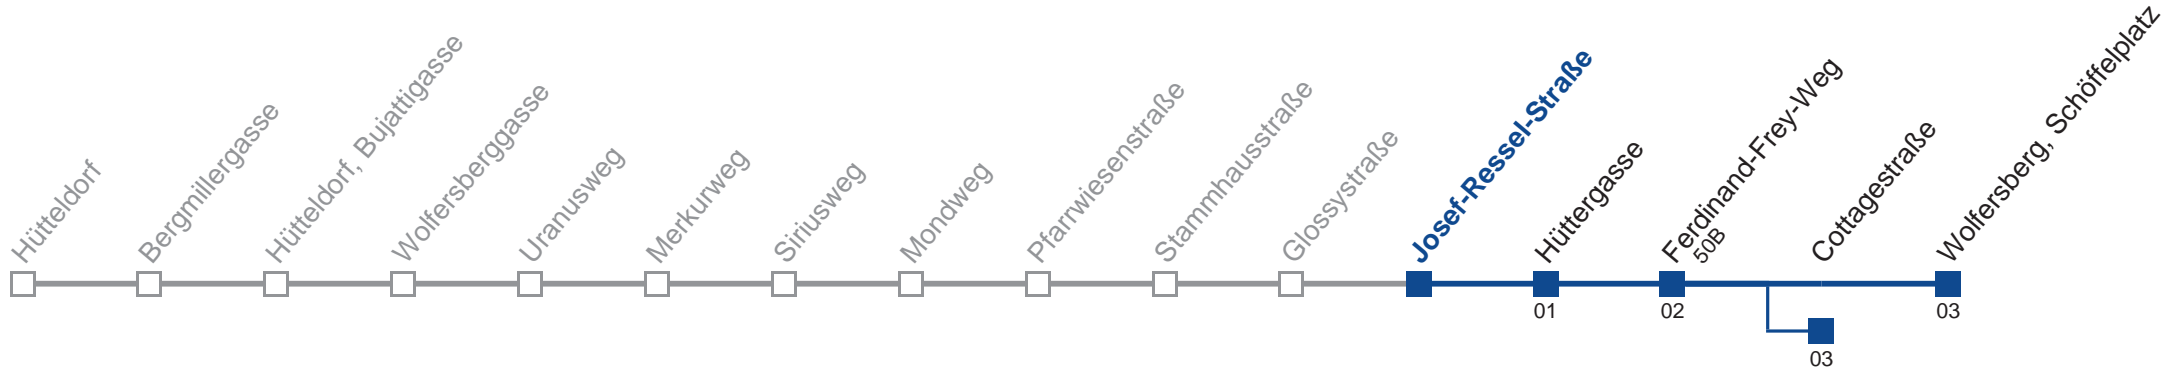 Hütteldorf
Bergmillergasse
Hütteldorf, Bujattigasse
Wolfersberggasse
Uranusweg
Merkurweg
Siriusweg
Mondweg
Pfarrwiesenstraße
Stammhausstraße
Glossystraße
Josef-Ressel-Straße
Hüttergasse
01
Ferdinand-Frey-Weg
50B
02
Cottagestraße
03
Wolfersberg, Schöffelplatz
03